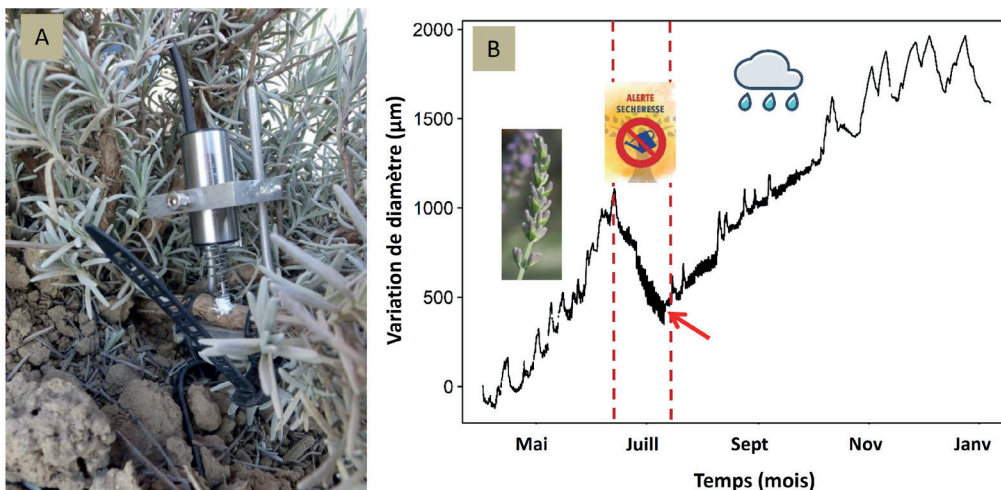 A
B
2000
1500
1000
500
0
Variation de diamètre (µm)
ALERTE
SECHERESSE
Mai
Juill
Sept
Nov
Janv
Temps (mois)